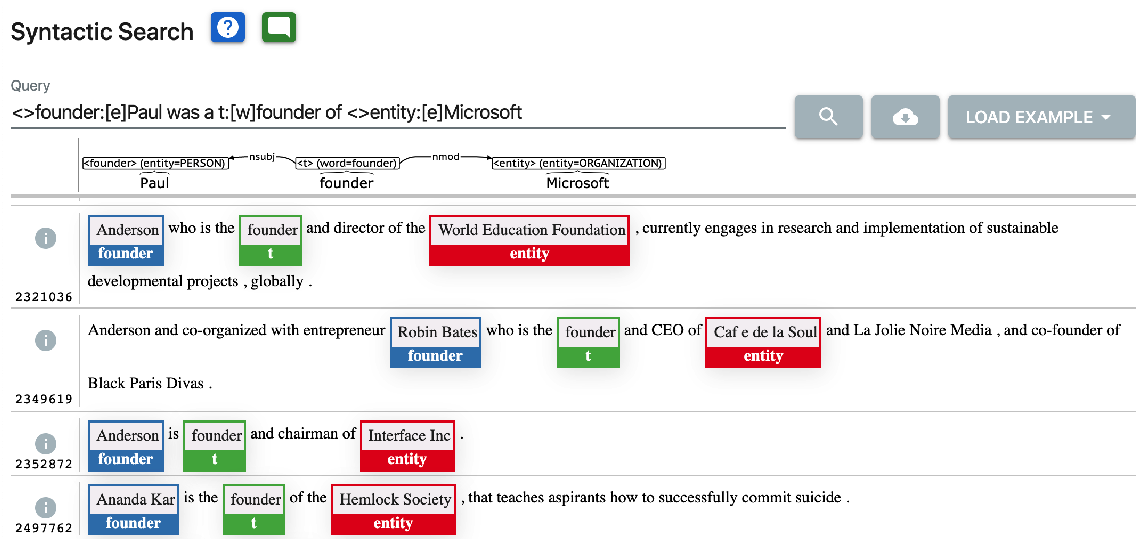 Syntactic Search ?
Query
<>founder:[e]Paul was a t:[w]founder of <>entity:[e]Microsoft
LOAD EXAMPLE
<founder> (entity=PERSON) nsubj <t> (word=founder) nmod <entity> (entity=ORGANIZATION)
Paul founder Microsoft
Anderson who is the founder and director of the World Education Foundation , currently engages in research and implementation of sustainable
founder t entity
developmental projects , globally .
2321036
Anderson and co-organized with entrepreneur Robin Bates who is the founder and CEO of Caf e de la Soul and La Jolie Noire Media , and co-founder of
founder t entity
Black Paris Divas .
2349619
Anderson is founder and chairman of Interface Inc .
founder t entity
2352872
Ananda Kar is the founder of the Hemlock Society , that teaches aspirants how to successfully commit suicide .
founder t entity
2497762